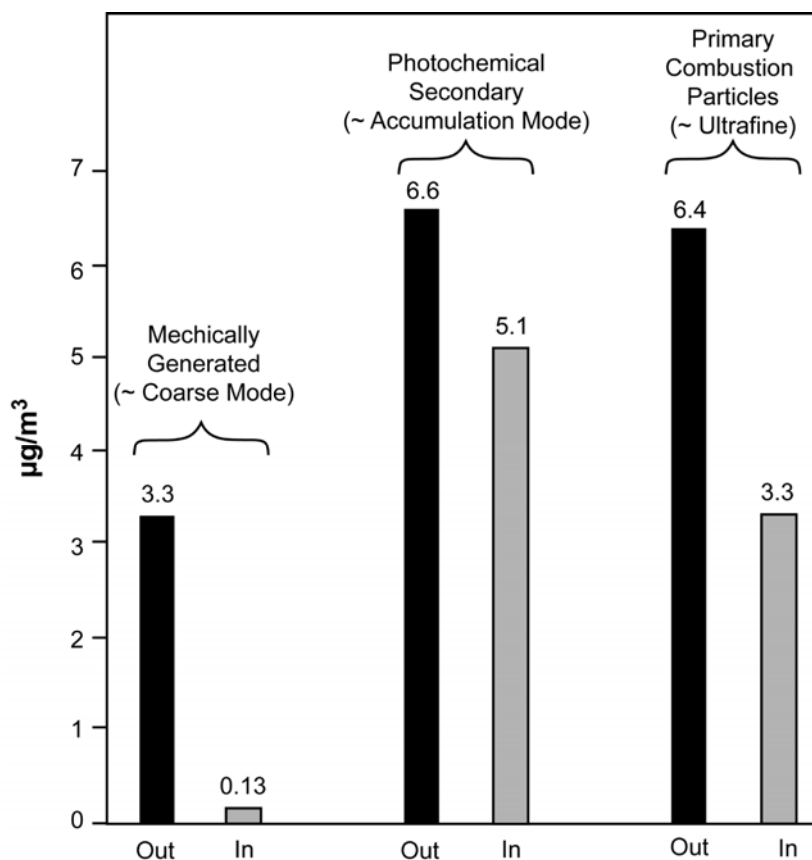 Primary
Combustion
Particles
(~ Ultrafine)
Photochemical
Secondary
(~ Accumulation Mode)
Mechically
Generated
(~ Coarse Mode)
7
6
5
4
3
2
1
0
µg/m³
3.3
0.13
6.6
5.1
6.4
3.3
Out
In
Out
In
Out
In